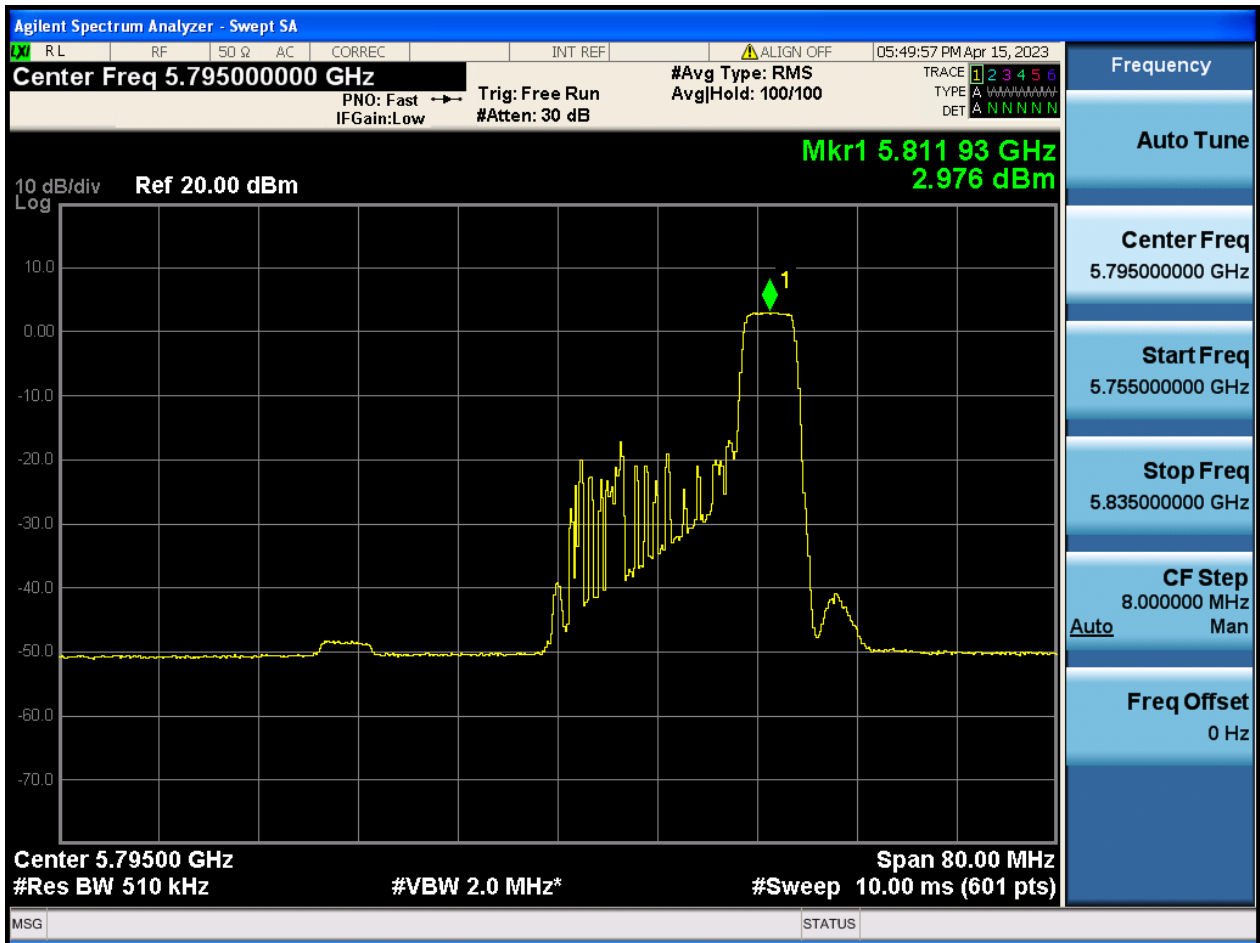 Agilent Spectrum Analyzer - Swept SA
LXI RL RF 50 Ω AC CORREC INT REF ALIGN OFF 05:49:57 PM Apr 15, 2023
Center Freq 5.795000000 GHz
PNO: Fast
IFGain:Low
Trig: Free Run
#Atten: 30 dB
#Avg Type: RMS
Avg|Hold: 100/100
TRACE 1 2 3 4 5 6
TYPE A WWWWW
DET A N N N N N
Mkr1 5.811 93 GHz
2.976 dBm
10 dB/div Ref 20.00 dBm
Log
10.0
0.00
-10.0
-20.0
-30.0
-40.0
-50.0
-60.0
-70.0
1
Center 5.79500 GHz Span 80.00 MHz
#Res BW 510 kHz #VBW 2.0 MHz* #Sweep 10.00 ms (601 pts)
MSG STATUS
Frequency
Auto Tune
Center Freq
5.795000000 GHz
Start Freq
5.755000000 GHz
Stop Freq
5.835000000 GHz
CF Step
8.000000 MHz
Auto Man
Freq Offset
0 Hz